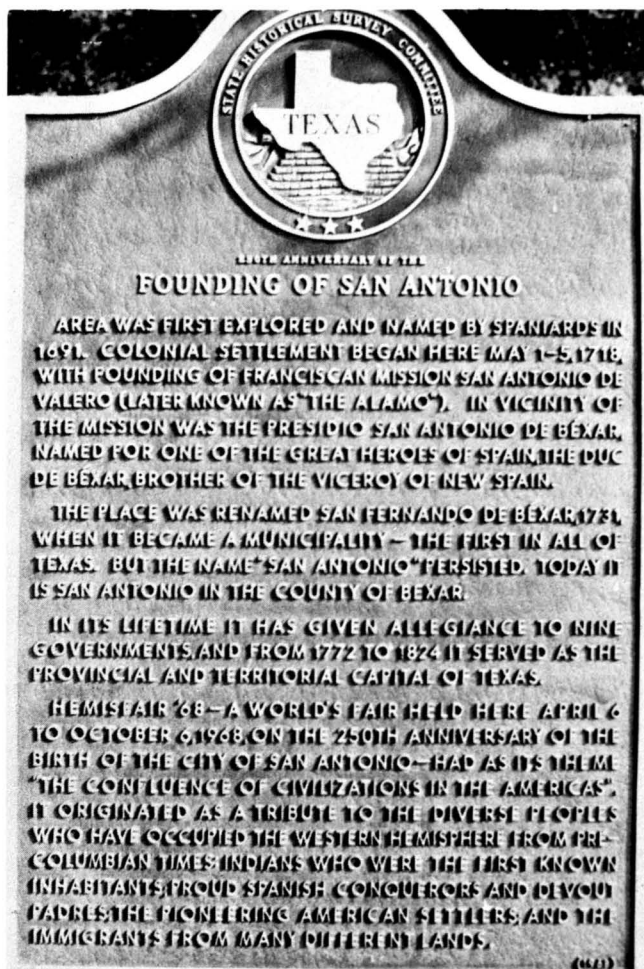 STATE HISTORICAL SURVEY COMMITTEE
TEXAS
250TH ANNIVERSARY OF THE
FOUNDING OF SAN ANTONIO
AREA WAS FIRST EXPLORED AND NAMED BY SPANIARDS IN
1691. COLONIAL SETTLEMENT BEGAN HERE MAY 1-5, 1718,
WITH FOUNDING OF FRANCISCAN MISSION SAN ANTONIO DE
VALERO (LATER KNOWN AS "THE ALAMO"). IN VICINITY OF
THE MISSION WAS THE PRESIDIO SAN ANTONIO DE BÉXAR,
NAMED FOR ONE OF THE GREAT HEROES OF SPAIN, THE DUC
DE BÉXAR, BROTHER OF THE VICEROY OF NEW SPAIN.
THE PLACE WAS RENAMED SAN FERNANDO DE BÉXAR, 1731,
WHEN IT BECAME A MUNICIPALITY—THE FIRST IN ALL OF
TEXAS. BUT THE NAME "SAN ANTONIO" PERSISTED. TODAY IT
IS SAN ANTONIO IN THE COUNTY OF BEXAR.
IN ITS LIFETIME IT HAS GIVEN ALLEGIANCE TO NINE
GOVERNMENTS, AND FROM 1772 TO 1824 IT SERVED AS THE
PROVINCIAL AND TERRITORIAL CAPITAL OF TEXAS.
HEMISFAIR '68—A WORLD'S FAIR HELD HERE APRIL 6
TO OCTOBER 6, 1968, ON THE 250TH ANNIVERSARY OF THE
BIRTH OF THE CITY OF SAN ANTONIO—HAD AS ITS THEME
"THE CONFLUENCE OF CIVILIZATIONS IN THE AMERICAS".
IT ORIGINATED AS A TRIBUTE TO THE DIVERSE PEOPLES
WHO HAVE OCCUPIED THE WESTERN HEMISPHERE FROM PRE-
COLUMBIAN TIMES: INDIANS WHO WERE THE FIRST KNOWN
INHABITANTS; PROUD SPANISH CONQUERORS AND DEVOUT
PADRES; THE PIONEERING AMERICAN SETTLERS; AND THE
IMMIGRANTS FROM MANY DIFFERENT LANDS.